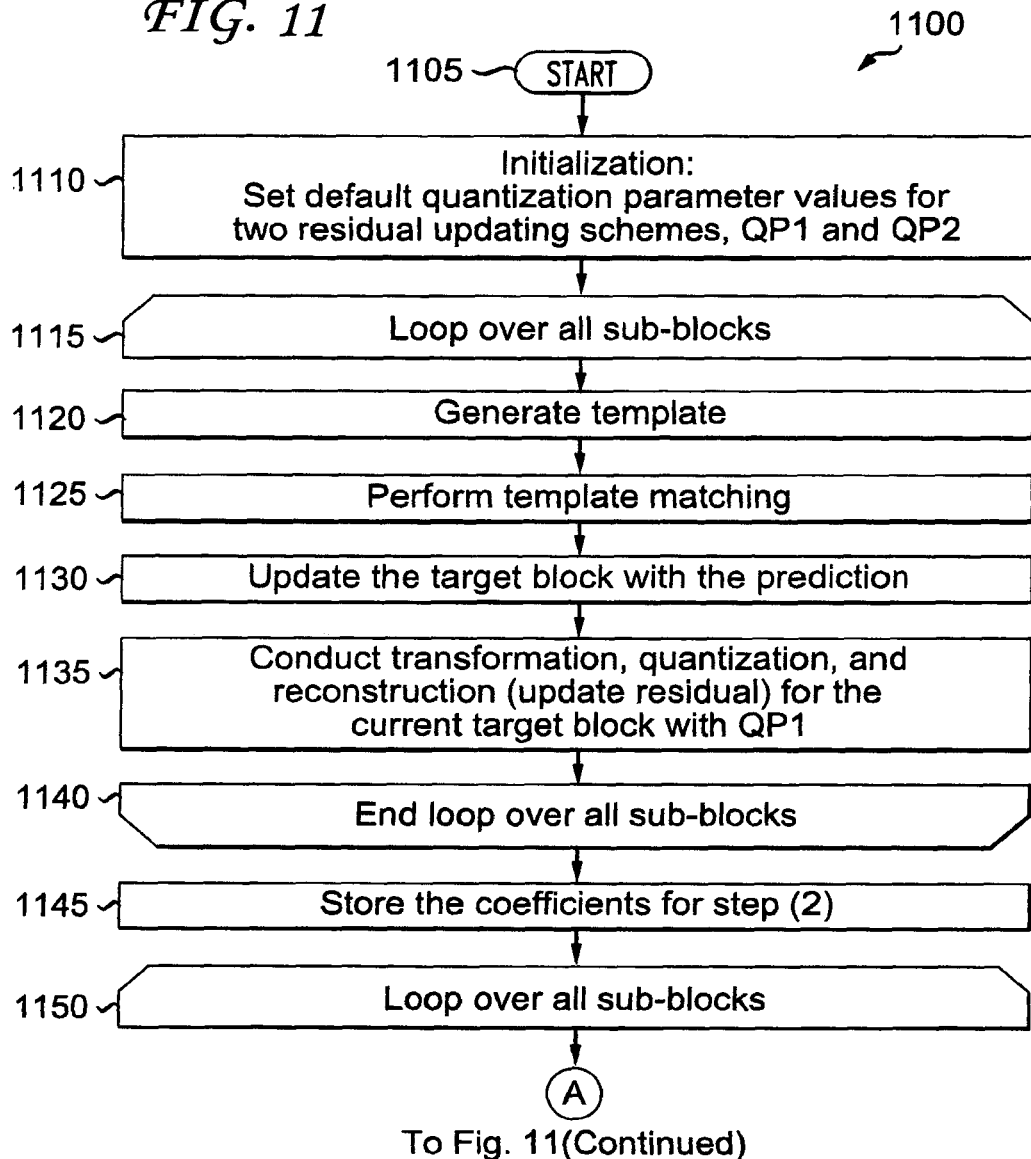 FIG. 11
1100
1105
START
1110
Initialization:
Set default quantization parameter values for
two residual updating schemes, QP1 and QP2
1115
Loop over all sub-blocks
1120
Generate template
1125
Perform template matching
1130
Update the target block with the prediction
1135
Conduct transformation, quantization, and
reconstruction (update residual) for the
current target block with QP1
1140
End loop over all sub-blocks
1145
Store the coefficients for step (2)
1150
Loop over all sub-blocks
A
To Fig. 11(Continued)